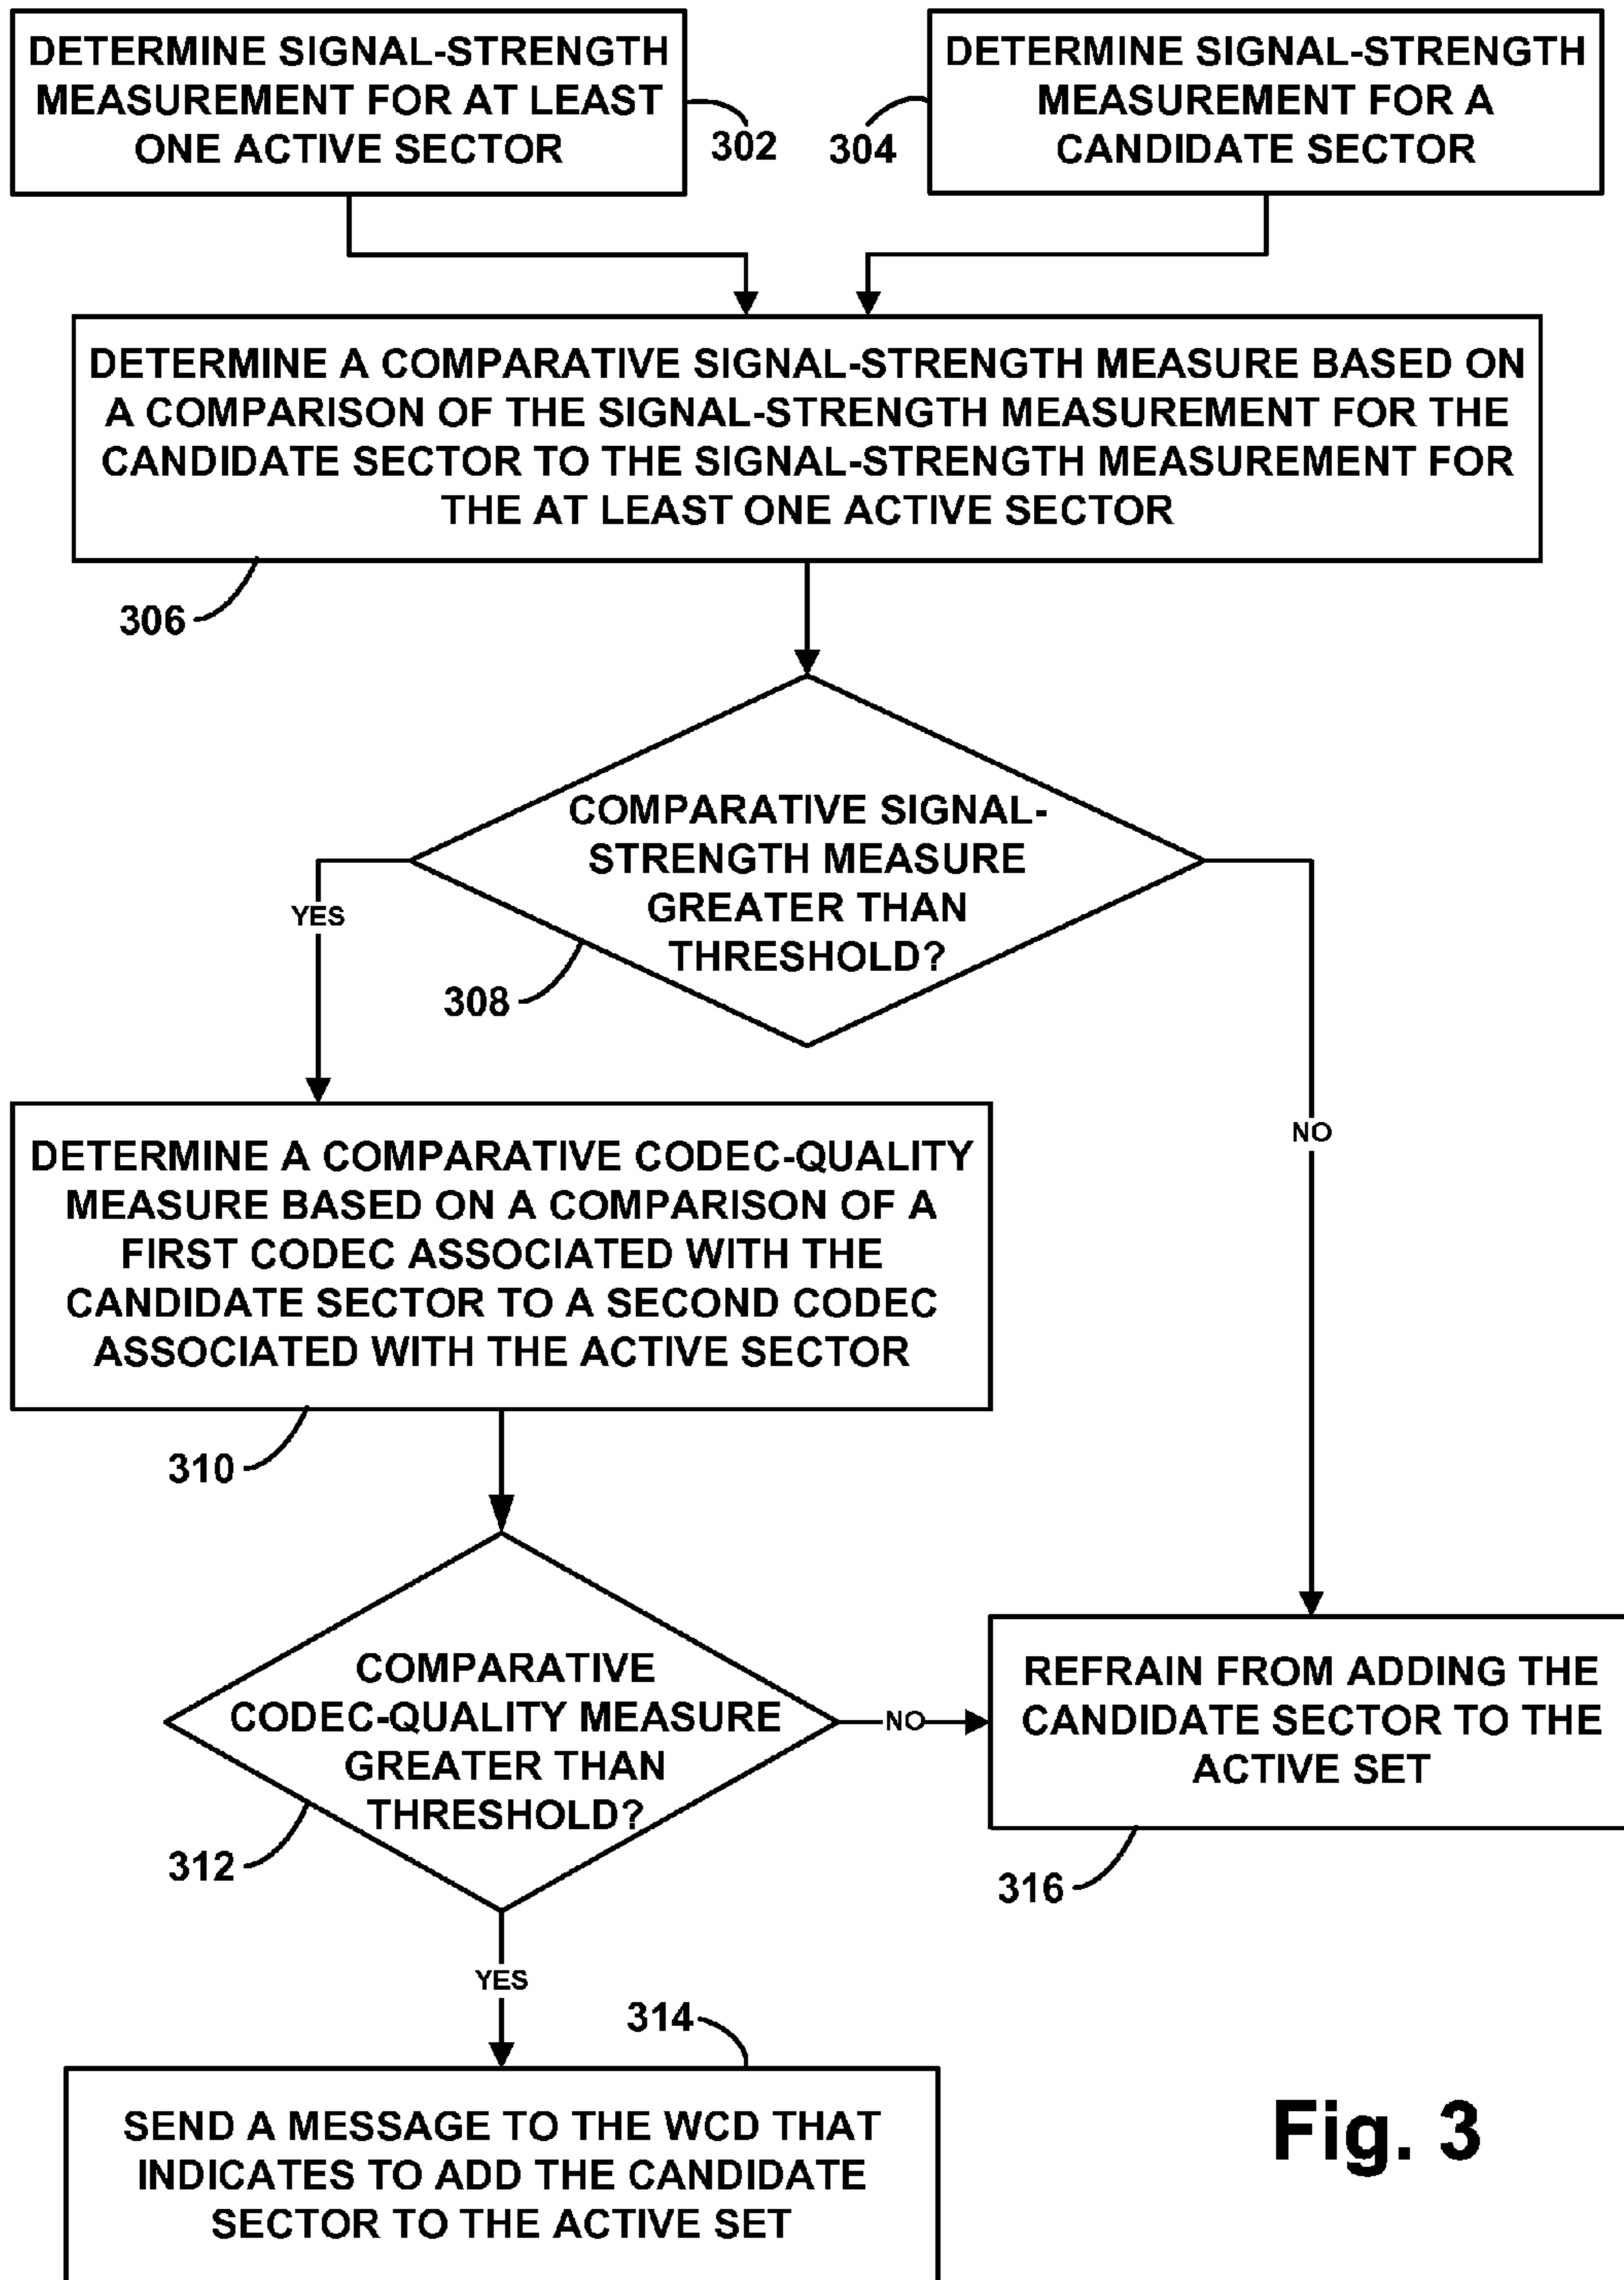 DETERMINE SIGNAL-STRENGTH
MEASUREMENT FOR AT LEAST
ONE ACTIVE SECTOR
302
304
DETERMINE SIGNAL-STRENGTH
MEASUREMENT FOR A
CANDIDATE SECTOR
DETERMINE A COMPARATIVE SIGNAL-STRENGTH MEASURE BASED ON
A COMPARISON OF THE SIGNAL-STRENGTH MEASUREMENT FOR THE
CANDIDATE SECTOR TO THE SIGNAL-STRENGTH MEASUREMENT FOR
THE AT LEAST ONE ACTIVE SECTOR
306
COMPARATIVE SIGNAL-
STRENGTH MEASURE
GREATER THAN
THRESHOLD?
308
YES
NO
DETERMINE A COMPARATIVE CODEC-QUALITY
MEASURE BASED ON A COMPARISON OF A
FIRST CODEC ASSOCIATED WITH THE
CANDIDATE SECTOR TO A SECOND CODEC
ASSOCIATED WITH THE ACTIVE SECTOR
310
COMPARATIVE
CODEC-QUALITY MEASURE
GREATER THAN
THRESHOLD?
312
NO
REFRAIN FROM ADDING THE
CANDIDATE SECTOR TO THE
ACTIVE SET
316
YES
314
SEND A MESSAGE TO THE WCD THAT
INDICATES TO ADD THE CANDIDATE
SECTOR TO THE ACTIVE SET
Fig. 3